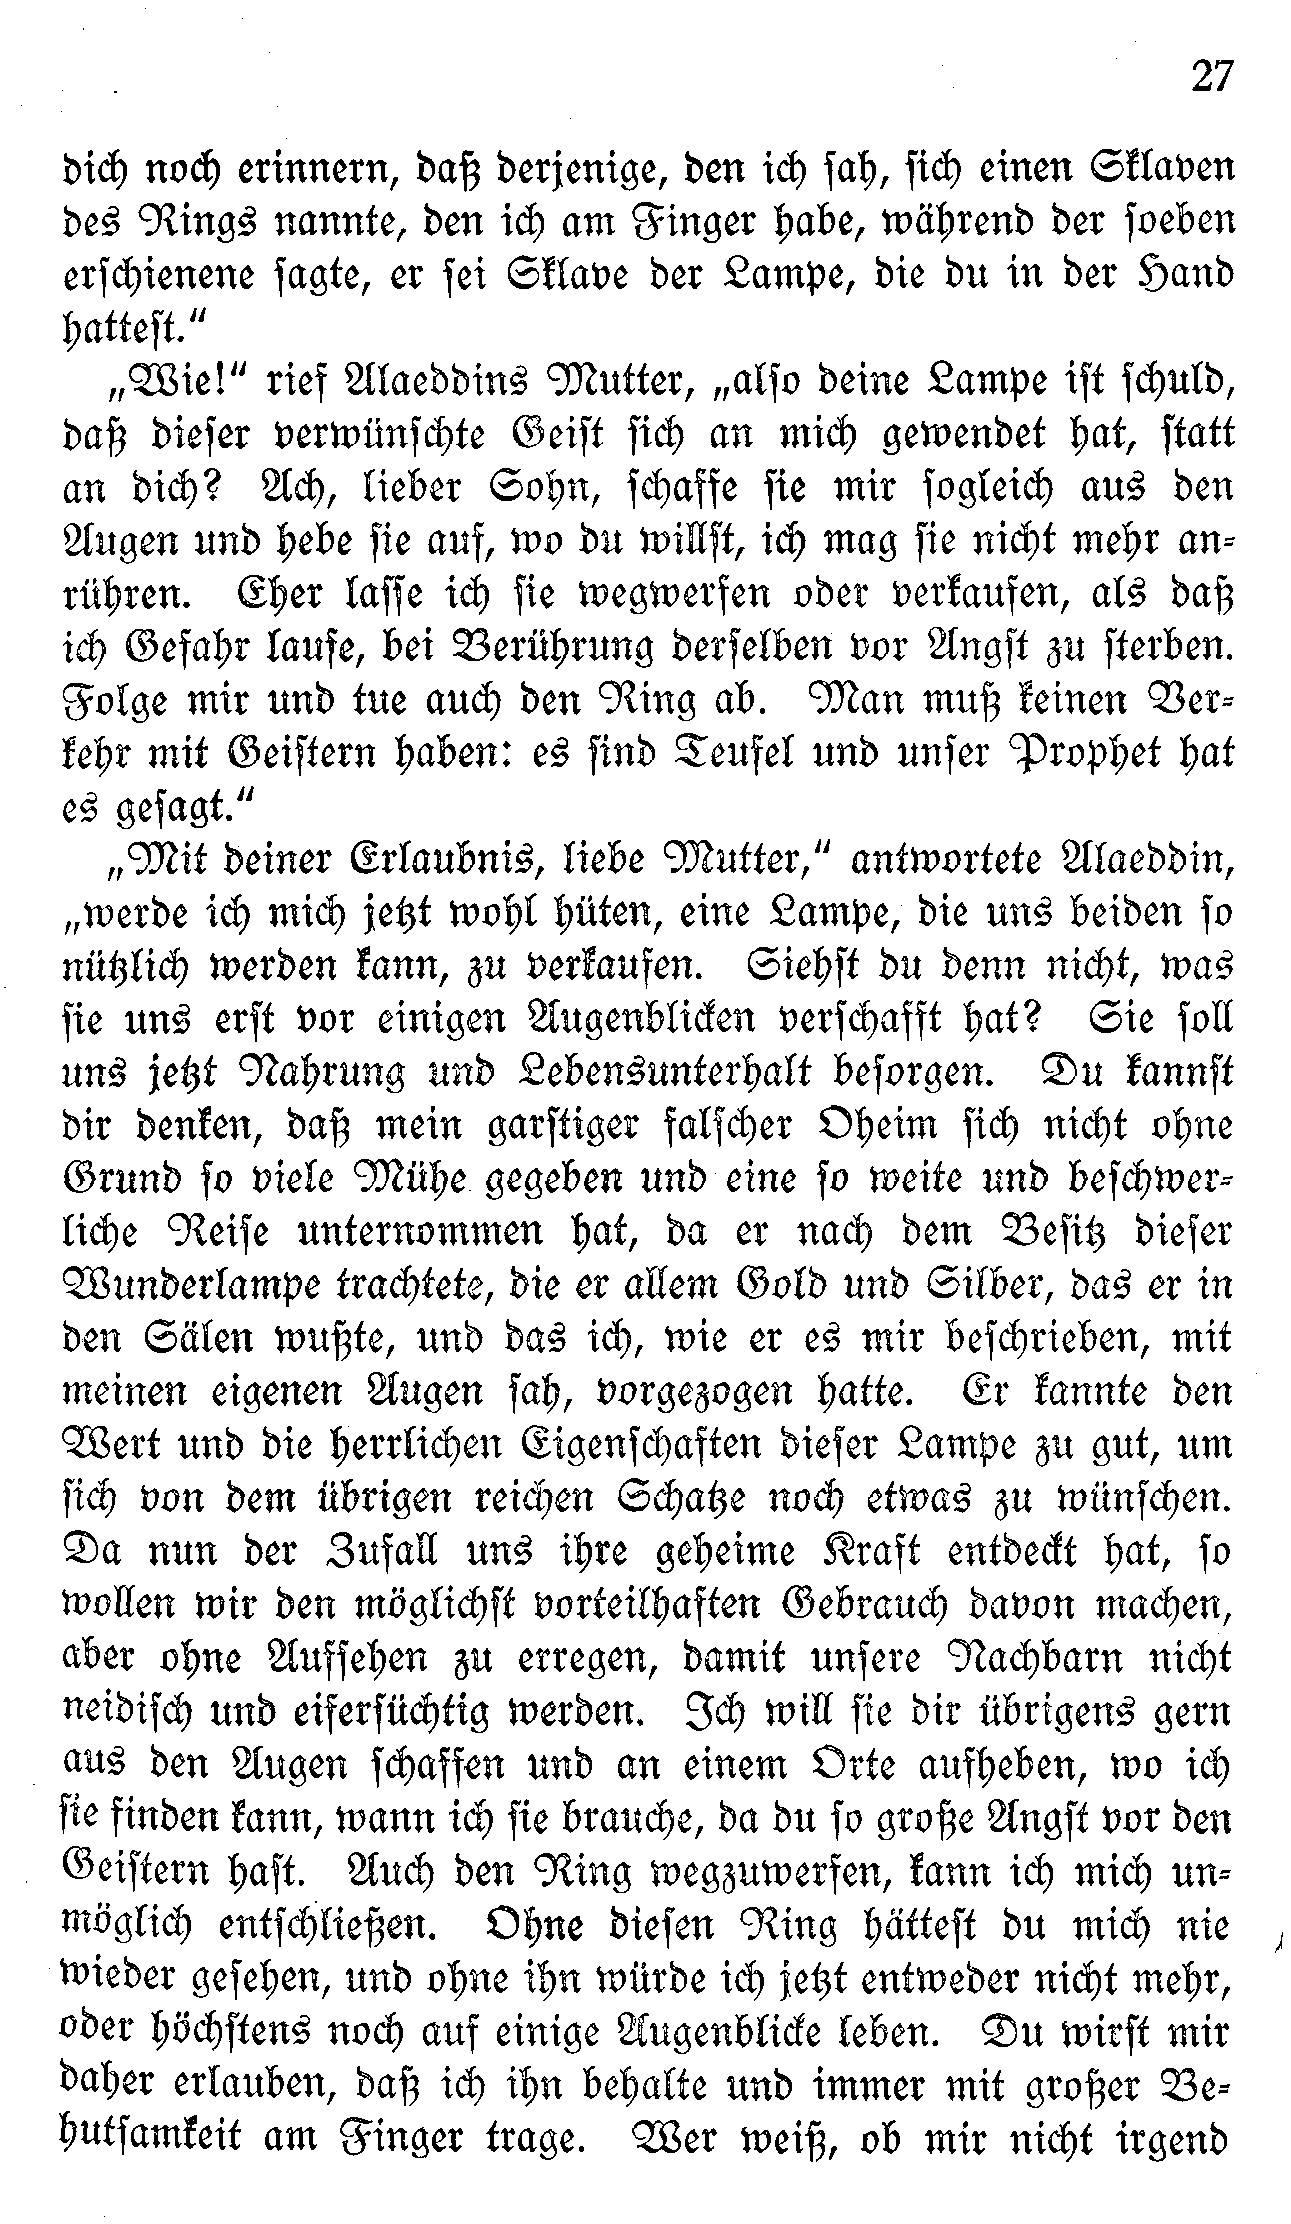 27
dich noch erinnern, daß derjenige, den ich sah, sich einen Sklaven
des Rings nannte, den ich am Finger habe, während der soeben
erschienene sagte, er sei Sklave der Lampe, die du in der Hand
hattest.“
„Wie!“ rief Alaeddins Mutter, „also deine Lampe ist schuld,
daß dieser verwünschte Geist sich an mich gewendet hat, statt
an dich? Ach, lieber Sohn, schaffe sie mir sogleich aus den
Augen und hebe sie auf, wo du willst, ich mag sie nicht mehr an-
rühren. Eher lasse ich sie wegwerfen oder verkaufen, als daß
ich Gefahr laufe, bei Berührung derselben vor Angst zu sterben.
Folge mir und tue auch den Ring ab. Man muß keinen Ver-
kehr mit Geistern haben: es sind Teufel und unser Prophet hat
es gesagt.“
„Mit deiner Erlaubnis, liebe Mutter,“ antwortete Alaeddin,
„werde ich mich jetzt wohl hüten, eine Lampe, die uns beiden so
nützlich werden kann, zu verkaufen. Siehst du denn nicht, was
sie uns erst vor einigen Augenblicken verschafft hat? Sie soll
uns jetzt Nahrung und Lebensunterhalt besorgen. Du kannst
dir denken, daß mein garstiger falscher Oheim sich nicht ohne
Grund so viele Mühe gegeben und eine so weite und beschwer-
liche Reise unternommen hat, da er nach dem Besitz dieser
Wunderlampe trachtete, die er allem Gold und Silber, das er in
den Sälen wußte, und das ich, wie er es mir beschrieben, mit
meinen eigenen Augen sah, vorgezogen hatte. Er kannte den
Wert und die herrlichen Eigenschaften dieser Lampe zu gut, um
sich von dem übrigen reichen Schatze noch etwas zu wünschen.
Da nun der Zufall uns ihre geheime Kraft entdeckt hat, so
wollen wir den möglichst vorteilhaften Gebrauch davon machen,
aber ohne Aufsehen zu erregen, damit unsere Nachbarn nicht
neidisch und eifersüchtig werden. Ich will sie dir übrigens gern
aus den Augen schaffen und an einem Orte aufheben, wo ich
sie finden kann, wann ich sie brauche, da du so große Angst vor den
Geistern hast. Auch den Ring wegzuwerfen, kann ich mich un-
möglich entschließen. Ohne diesen Ring hättest du mich nie
wieder gesehen, und ohne ihn würde ich jetzt entweder nicht mehr,
oder höchstens noch auf einige Augenblicke leben. Du wirst mir
daher erlauben, daß ich ihn behalte und immer mit großer Be-
hutsamkeit am Finger trage. Wer weiß, ob mir nicht irgend